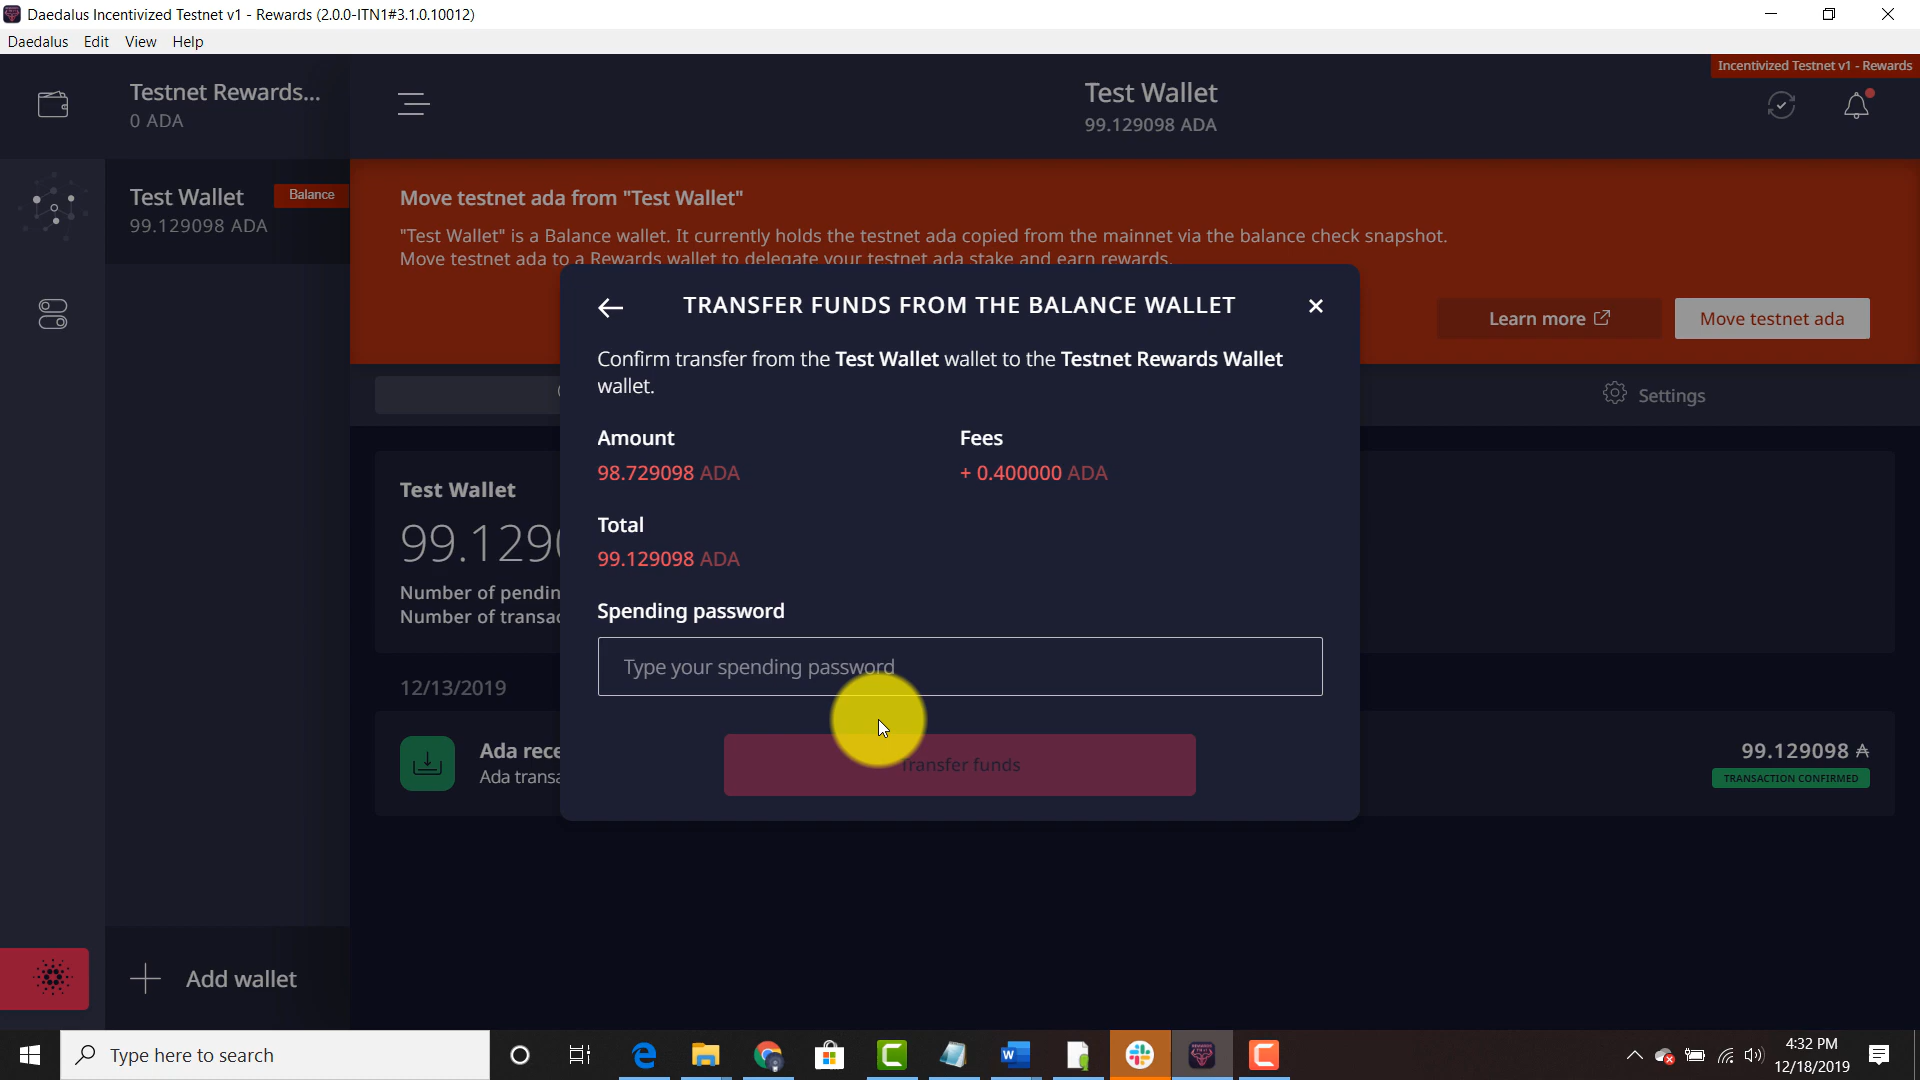 Daedalus Incentivized Testnet v1 - Rewards (2.0.0-ITN1#3.1.0.10012)
Daedalus Edit View Help
Incentivized Testnet v1 - Rewards
Testnet Rewards...
0 ADA
Test Wallet
99.129098 ADA
Test Wallet
Balance
99.129098 ADA
Move testnet ada from "Test Wallet"
"Test Wallet" is a Balance wallet. It currently holds the testnet ada copied from the mainnet via the balance check snapshot.
Move testnet ada to a Rewards wallet to delegate your testnet ada stake and earn rewards.
Learn more
Move testnet ada
TRANSFER FUNDS FROM THE BALANCE WALLET
Confirm transfer from the Test Wallet wallet to the Testnet Rewards Wallet
wallet.
Amount
98.729098 ADA
Fees
+ 0.400000 ADA
Total
99.129098 ADA
Spending password
Type your spending password
Transfer funds
Settings
Test Wallet
99.129
Number of
Number of
12/13/2019
Ada
Ada
99.129098 ₳
TRANSACTION CONFIRMED
Add wallet
Type here to search
4:32 PM
12/18/2019